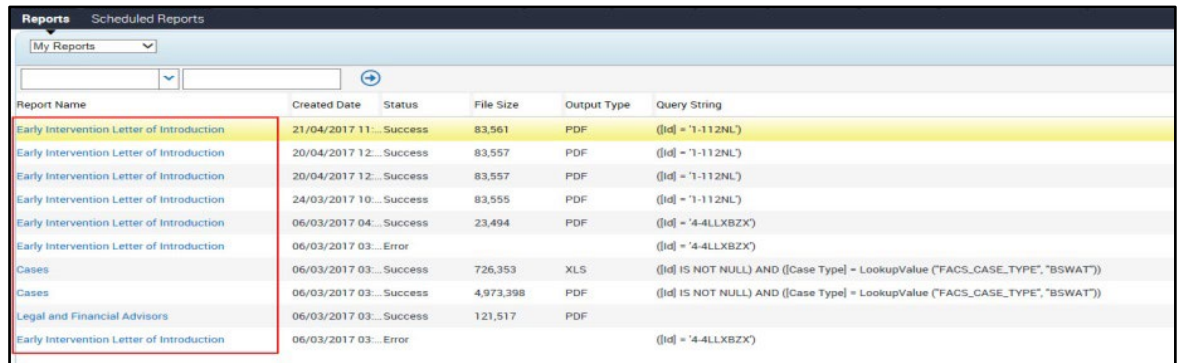 Reports Scheduled Reports
My Reports
Report Name Created Date Status File Size Output Type Query String
Early Intervention Letter of Introduction 21/04/2017 11:... Success 83,561 PDF ([Id] = '1-112NL')
Early Intervention Letter of Introduction 20/04/2017 12:... Success 83,557 PDF ([Id] = '1-112NL')
Early Intervention Letter of Introduction 20/04/2017 12:... Success 83,557 PDF ([Id] = '1-112NL')
Early Intervention Letter of Introduction 24/03/2017 10:... Success 83,555 PDF ([Id] = '1-112NL')
Early Intervention Letter of Introduction 06/03/2017 04:... Success 23,494 PDF ([Id] = '4-4LLXBZX')
Early Intervention Letter of Introduction 06/03/2017 03:... Error ([Id] = '4-4LLXBZX')
Cases 06/03/2017 03:... Success 726,353 XLS ([Id] IS NOT NULL) AND ([Case Type] = LookupValue ("FACS_CASE_TYPE", "BSWAT"))
Cases 06/03/2017 03:... Success 4,973,398 PDF ([Id] IS NOT NULL) AND ([Case Type] = LookupValue ("FACS_CASE_TYPE", "BSWAT"))
Legal and Financial Advisors 06/03/2017 03:... Success 121,517 PDF
Early Intervention Letter of Introduction 06/03/2017 03:... Error ([Id] = '4-4LLXBZX')